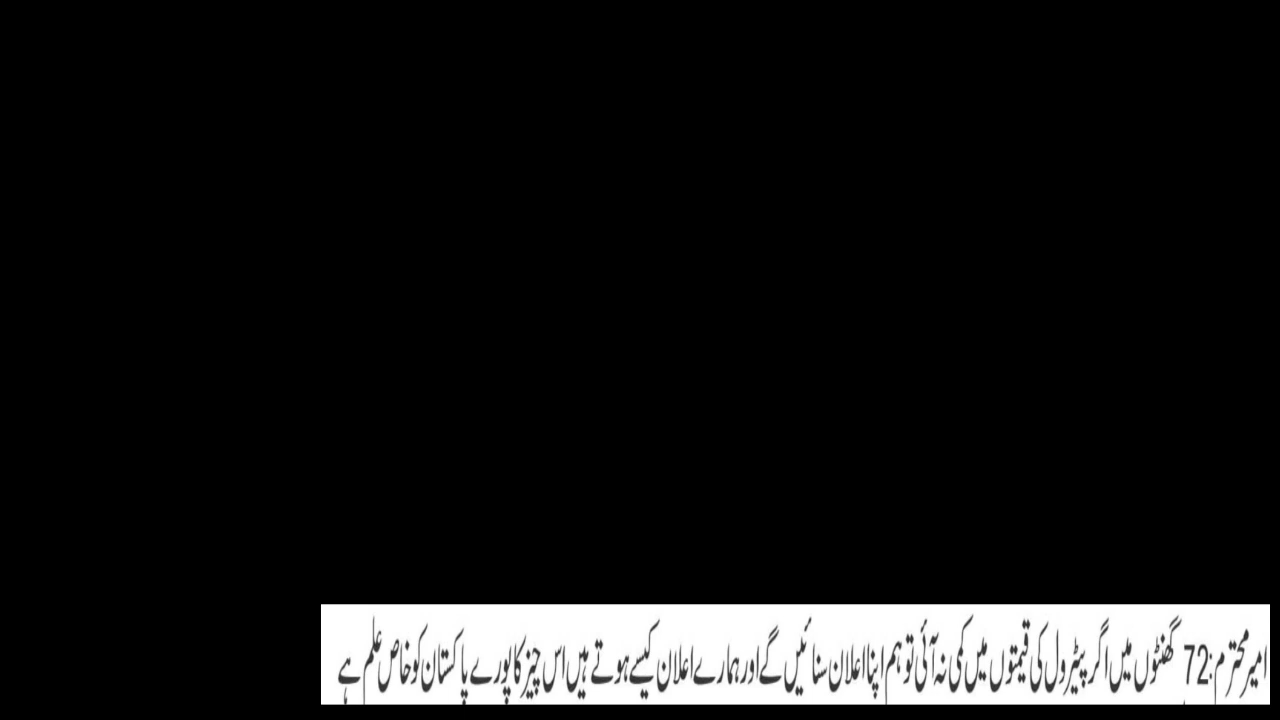 امیر محترم: 72 گھنٹوں میں اگر پیٹرول کی قیمتوں میں کمی نہ آئی تو ہم اپنا اعلان سنائیں گے اور ہمارے اعلان کیسے ہوتے ہیں اس چیز کا پورے پاکستان کو خاص علم ہے